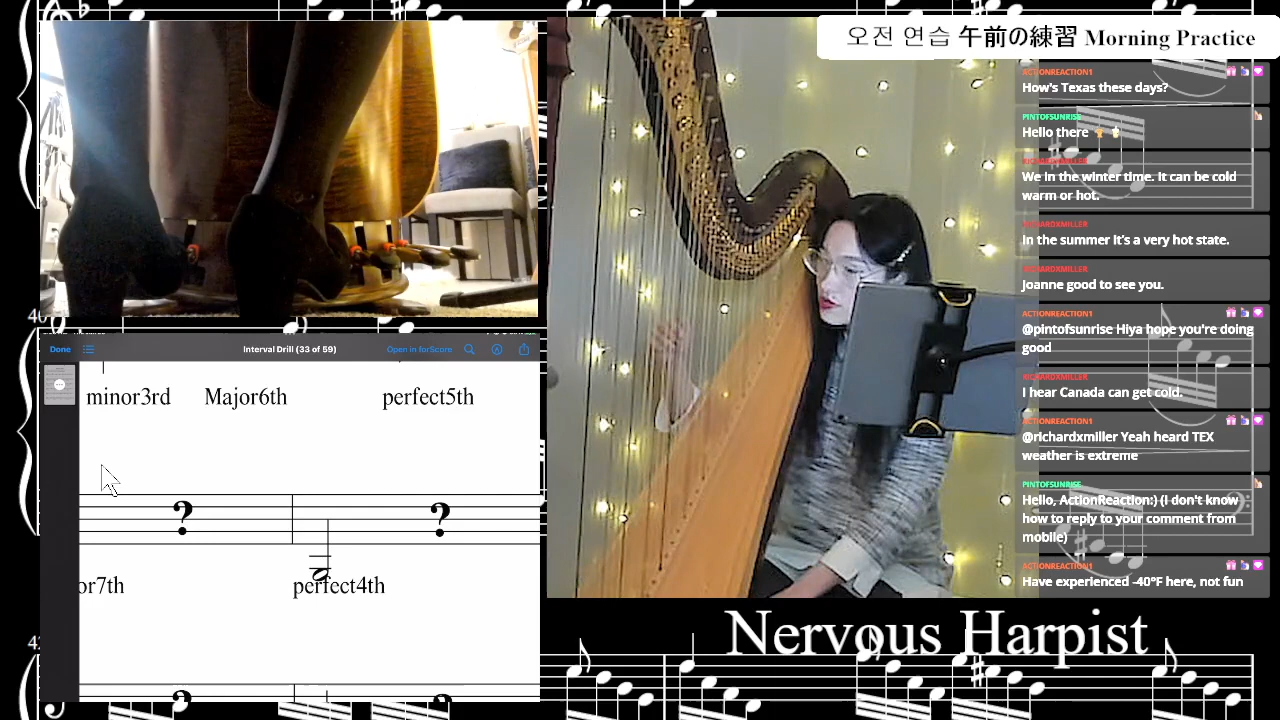 오전 연습 午前の練習 Morning Practice
ACTIONREACTION1
How's Texas these days?
PINTOFSUNRISE
Hello there
RICHARDXMILLER
We in the winter time. It can be cold
warm or hot.
RICHARDXMILLER
In the summer it's a very hot state.
RICHARDXMILLER
Joanne good to see you.
ACTIONREACTION1
@pintofsunrise Hiya hope you're doing
good
RICHARDXMILLER
I hear Canada can get cold.
ACTIONREACTION1
@richardxmiller Yeah heard TEX
weather is extreme
PINTOFSUNRISE
Hello, ActionReaction:) (I don't know
how to reply to your comment from
mobile)
ACTIONREACTION1
Have experienced -40°F here, not fun
Done
Interval Drill (33 of 59)
Open in forScore
minor3rd Major6th perfect5th
? ?
or7th perfect4th
? ?
Nervous Harpist